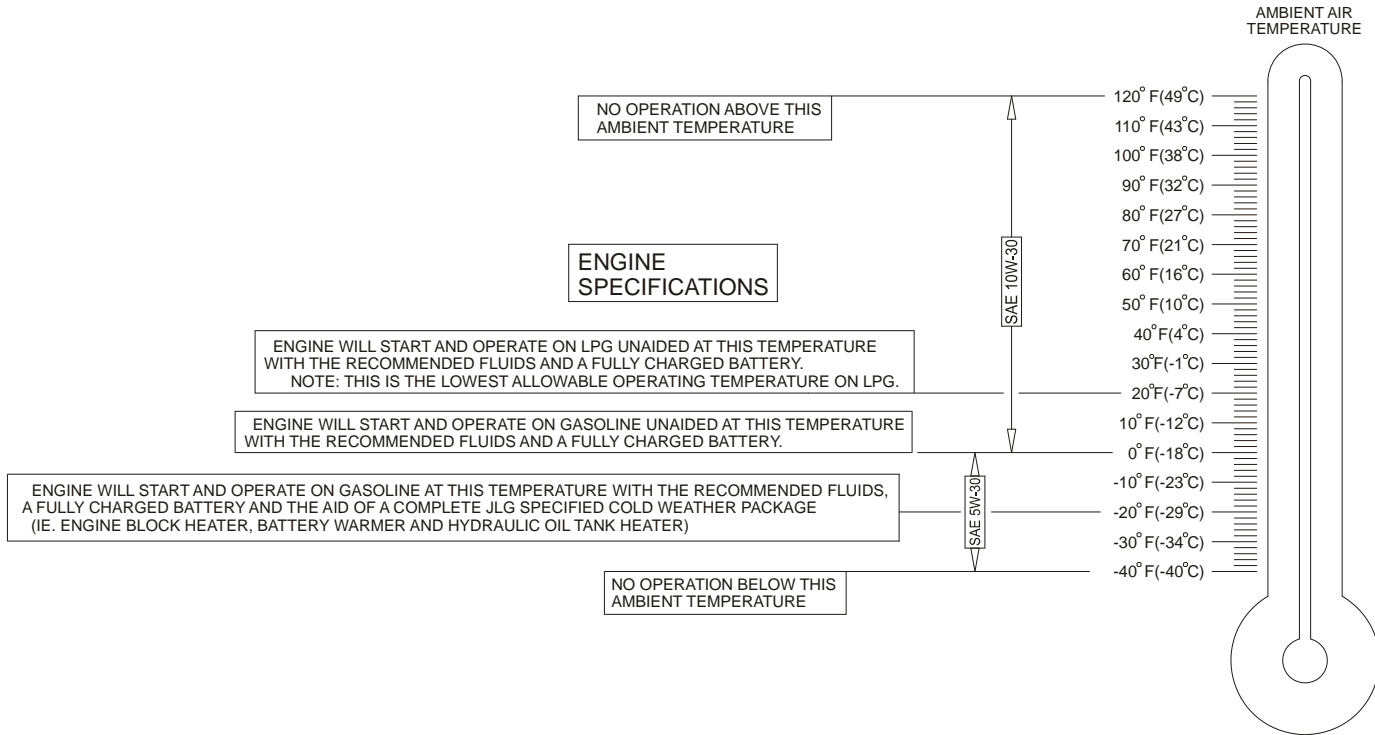 AMBIENT AIR
TEMPERATURE
NO OPERATION ABOVE THIS
AMBIENT TEMPERATURE
120° F(49°C)
110° F(43°C)
100° F(38°C)
90° F(32°C)
80° F(27°C)
70° F(21°C)
60° F(16°C)
50° F(10°C)
40°F(4°C)
30°F(-1°C)
20°F(-7°C)
10°F(-12°C)
0° F(-18°C)
-10° F(-23°C)
-20° F(-29°C)
-30° F(-34°C)
-40° F(-40°C)
SAE 10W-30
ENGINE
SPECIFICATIONS
ENGINE WILL START AND OPERATE ON LPG UNAIDED AT THIS TEMPERATURE
WITH THE RECOMMENDED FLUIDS AND A FULLY CHARGED BATTERY.
NOTE: THIS IS THE LOWEST ALLOWABLE OPERATING TEMPERATURE ON LPG.
ENGINE WILL START AND OPERATE ON GASOLINE UNAIDED AT THIS TEMPERATURE
WITH THE RECOMMENDED FLUIDS AND A FULLY CHARGED BATTERY.
ENGINE WILL START AND OPERATE ON GASOLINE AT THIS TEMPERATURE WITH THE RECOMMENDED FLUIDS,
A FULLY CHARGED BATTERY AND THE AID OF A COMPLETE JLG SPECIFIED COLD WEATHER PACKAGE
(IE. ENGINE BLOCK HEATER, BATTERY WARMER AND HYDRAULIC OIL TANK HEATER)
SAE 5W-30
NO OPERATION BELOW THIS
AMBIENT TEMPERATURE